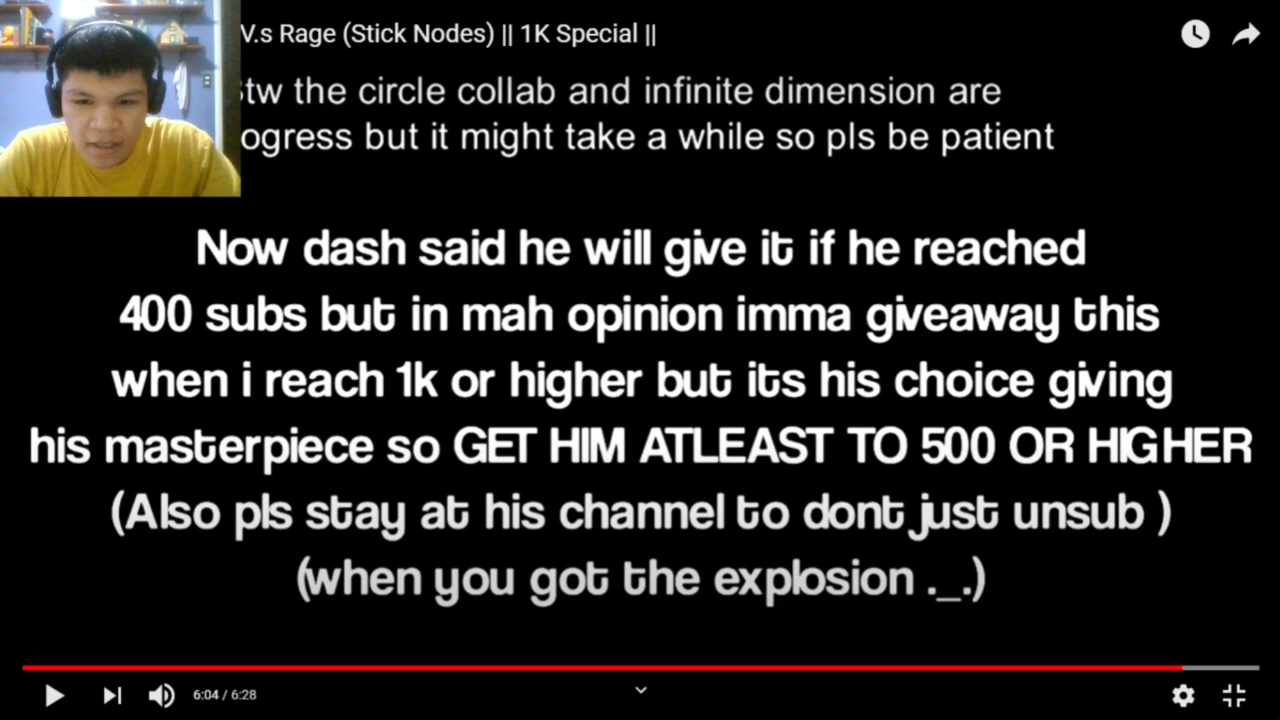 V.s Rage (Stick Nodes) || 1K Special ||
tw the circle collab and infinite dimension are
ogress but it might take a while so pls be patient
Now dash said he will give it if he reached
400 subs but in mah opinion imma giveaway this
when i reach 1k or higher but its his choice giving
his masterpiece so GET HIM ATLEAST TO 500 OR HIGHER
(Also pls stay at his channel to dont just unsub )
(when you got the explosion ._.)
6:04 / 6:28